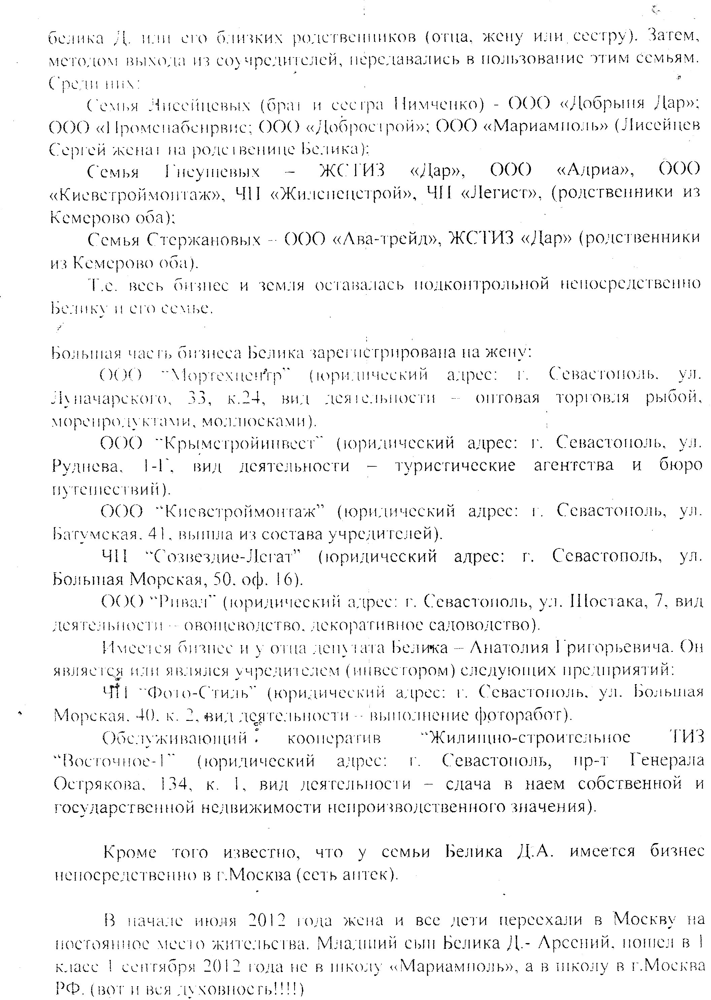 белика Д. или его близких родственников (отца, жену или сестру). Затем,
методом выхода из соучредителей, передавались в пользование этим семьям.
Среди них:
Семья Лисейцевых (брат и сестра Нимченко) - ООО «Добрыня Дар»;
ООО «Променабснрвис; ООО «Добрострой»; ООО «Мариамполь» (Лисейцев
Сергей женат на родственице Белика);
Семья Гнеушевых – ЖСТИЗ «Дар», ООО «Адриа», ООО
«Киевстроймонтаж», ЧП «Жилспецстрой», ЧП «Легист», (родственники из
Кемерово оба);
Семья Стержановых – ООО «Ава-трейд», ЖСТИЗ «Дар» (родственники
из Кемерово оба).
Т.е. весь бизнес и земля оставалась подконтрольной непосредственно
Белику и его семье.
Большая часть бизнеса Белика зарегистрирована на жену:
ООО “Мортехцентр” (юридический адрес: г. Севастополь, ул.
Луначарского, 33, к.24, вид деятельности – оптовая торговля рыбой,
морепродуктами, моллюсками).
ООО “Крымстройинвест” (юридический адрес: г. Севастополь, ул.
Руднева, 1-Г, вид деятельности – туристические агентства и бюро
путешествий).
ООО “Киевстроймонтаж” (юридический адрес: г. Севастополь, ул.
Батумская, 41, вышла из состава учредителей).
ЧП “Созвездие-Легат” (юридический адрес: г. Севастополь, ул.
Большая Морская, 50, оф. 16).
ООО “Ривал” (юридический адрес: г. Севастополь, ул. Шостака, 7, вид
деятельности – овощеводство, декоративное садоводство).
Имеется бизнес и у отца депутата Белика – Анатолия Григорьевича. Он
является или являлся учредителем (инвестором) следующих предприятий:
ЧП “Фото-Стиль” (юридический адрес: г. Севастополь, ул. Большая
Морская, 40, к. 2, вид деятельности – выполнение фоторабот).
Обслуживающий кооператив “Жилищно-строительное ТИЗ
“Восточное-1” (юридический адрес: г. Севастополь, пр-т Генерала
Острякова, 134, к. 1, вид деятельности – сдача в наем собственной и
государственной недвижимости непроизводственного значения).
Кроме того известно, что у семьи Белика Д.А. имеется бизнес
непосредственно в г.Москва (сеть аптек).
В начале июля 2012 года жена и все дети переехали в Москву на
постоянное место жительства. Младший сын Белика Д.- Арсений, пошел в 1
класс 1 сентября 2012 года не в школу «Мариамполь», а в школу в г.Москва
РФ. (вот и вся духовность!!!!)